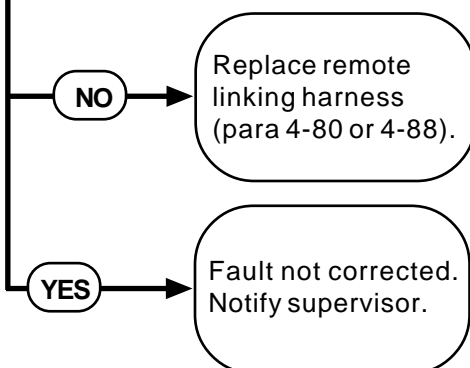 NO
Replace remote
linking harness
(para 4-80 or 4-88).
YES
Fault not corrected.
Notify supervisor.